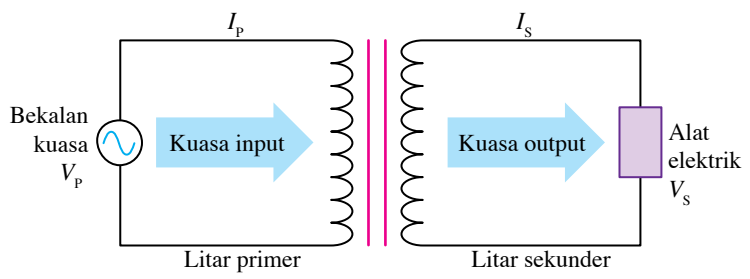 I_P
I_S
Bekalan
kuasa
V_P
Kuasa input
Kuasa output
Alat
elektrik
V_S
Litar primer
Litar sekunder